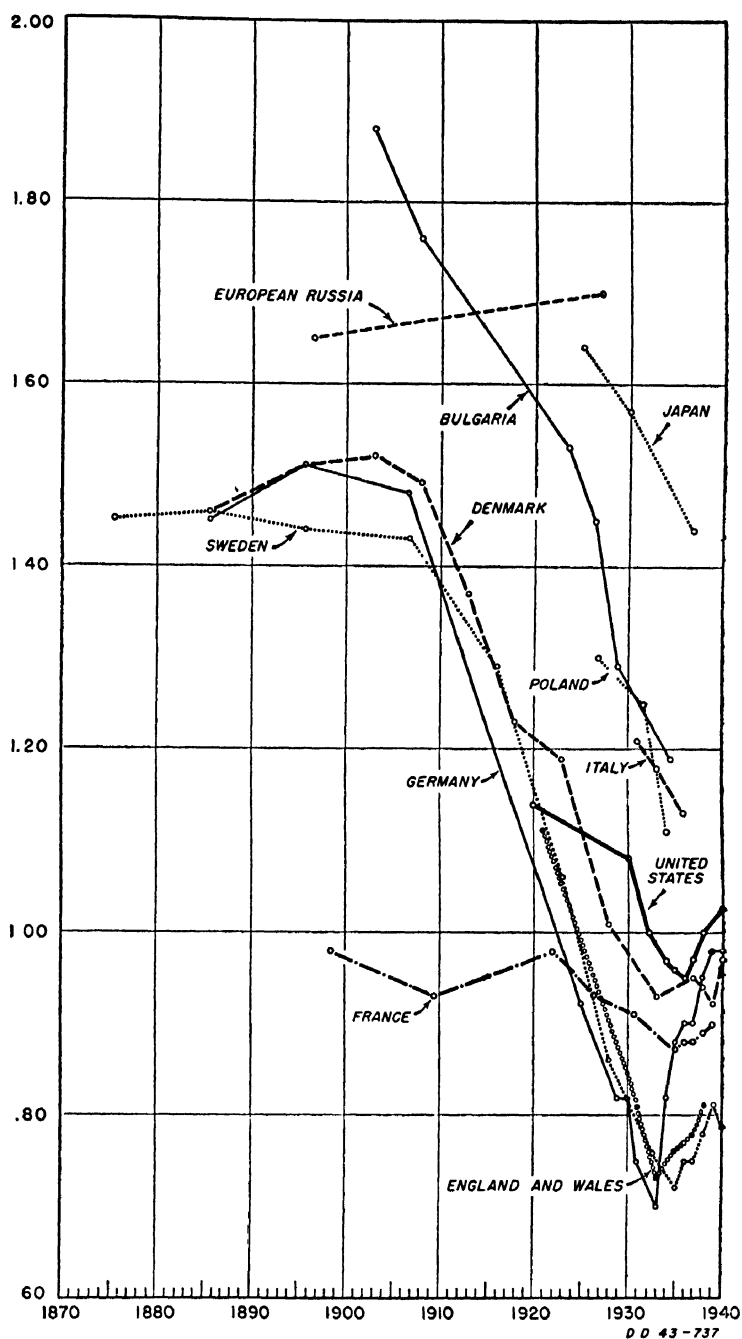 2.00
1.80
EUROPEAN RUSSIA
1.60
BULGARIA
JAPAN
DENMARK
SWEDEN
1.40
POLAND
1.20
ITALY
GERMANY
UNITED
STATES
1 00
FRANCE
.80
ENGLAND AND WALES
60
1870 1880 1890 1900 1910 1920 1930 1940
D D 43-737